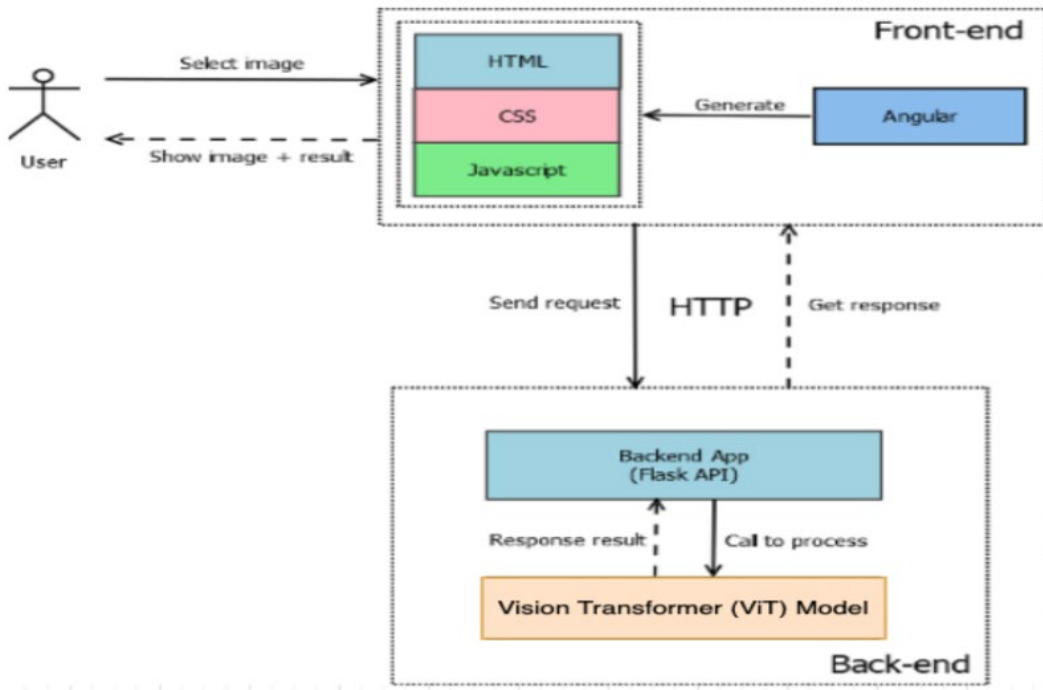 Front-end
Select image
HTML
Generate
CSS
Angular
User
Show image + result
Javascript
Send request
HTTP
Get response
Backend App
(Flask API)
Response result
Call to process
Vision Transformer (ViT) Model
Back-end